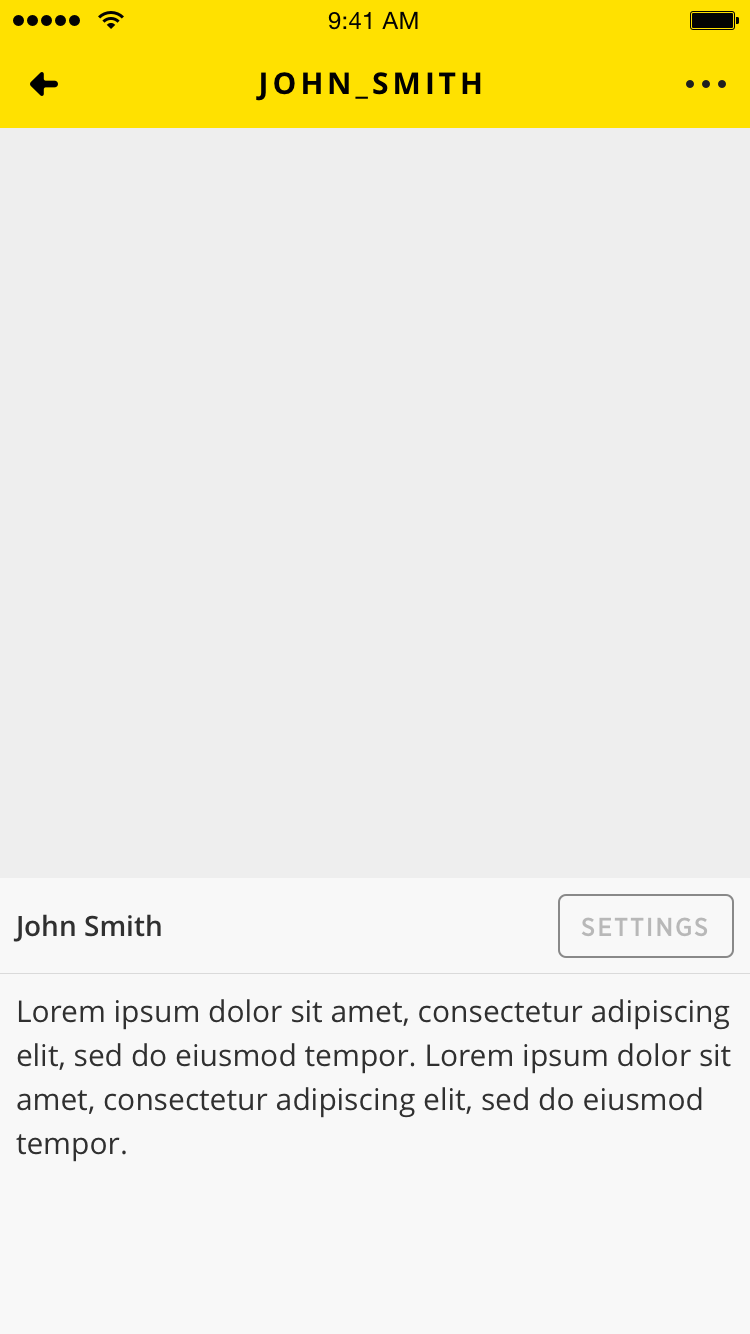 9:41 AM
JOHN_SMITH
John Smith
SETTINGS
Lorem ipsum dolor sit amet, consectetur adipiscing
elit, sed do eiusmod tempor. Lorem ipsum dolor sit
amet, consectetur adipiscing elit, sed do eiusmod
tempor.